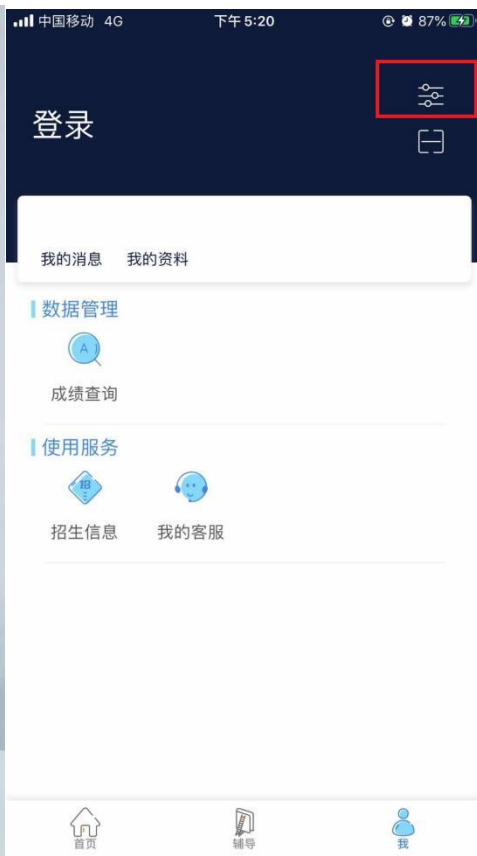 中国移动 4G 下午5:20 87%
登录
我的消息 我的资料
数据管理
A
成绩查询
使用服务
招生信息 我的客服
首页 辅导 我